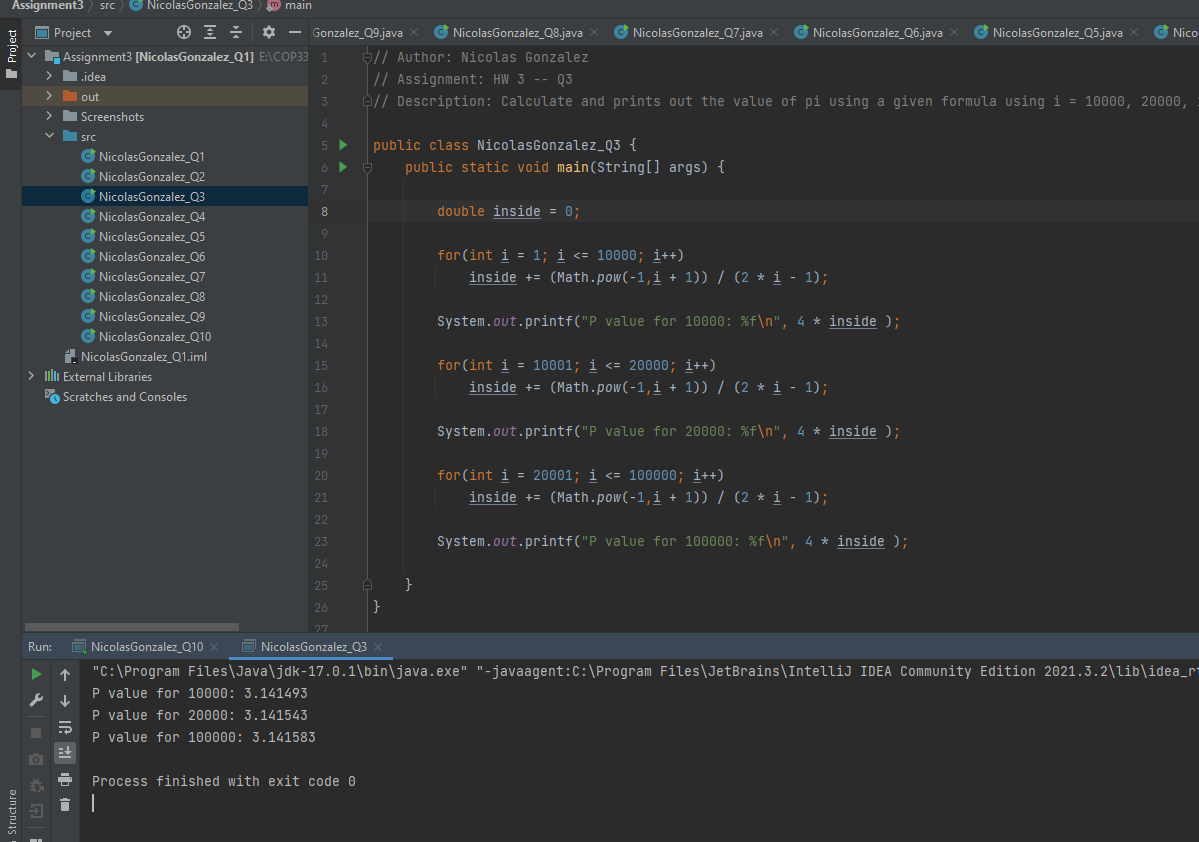 Assignment3 src NicolasGonzalez_Q3 main
Project
Gonzalez_Q9.java NicolasGonzalez_Q8.java NicolasGonzalez_Q7.java NicolasGonzalez_Q6.java NicolasGonzalez_Q5.java Nico
Project
Assignment3 [NicolasGonzalez_Q1] E:\COP33
.idea
out
Screenshots
src
NicolasGonzalez_Q1
NicolasGonzalez_Q2
NicolasGonzalez_Q3
NicolasGonzalez_Q4
NicolasGonzalez_Q5
NicolasGonzalez_Q6
NicolasGonzalez_Q7
NicolasGonzalez_Q8
NicolasGonzalez_Q9
NicolasGonzalez_Q10
NicolasGonzalez_Q1.iml
External Libraries
Scratches and Consoles
1 // Author: Nicolas Gonzalez
2 // Assignment: HW 3 -- Q3
3 // Description: Calculate and prints out the value of pi using a given formula using i = 10000, 20000,
4
5 public class NicolasGonzalez_Q3 {
6 public static void main(String[] args) {
7
8 double inside = 0;
9
10 for(int i = 1; i <= 10000; i++)
11 inside += (Math.pow(-1,i + 1)) / (2 * i - 1);
12
13 System.out.printf("P value for 10000: %f\n", 4 * inside );
14
15 for(int i = 10001; i <= 20000; i++)
16 inside += (Math.pow(-1,i + 1)) / (2 * i - 1);
17
18 System.out.printf("P value for 20000: %f\n", 4 * inside );
19
20 for(int i = 20001; i <= 100000; i++)
21 inside += (Math.pow(-1,i + 1)) / (2 * i - 1);
22
23 System.out.printf("P value for 100000: %f\n", 4 * inside );
24
25 }
26 }
27
Run: NicolasGonzalez_Q10 NicolasGonzalez_Q3
"C:\Program Files\Java\jdk-17.0.1\bin\java.exe" "-javaagent:C:\Program Files\JetBrains\IntelliJ IDEA Community Edition 2021.3.2\lib\idea_rt
P value for 10000: 3.141493
P value for 20000: 3.141543
P value for 100000: 3.141583
Process finished with exit code 0
Structure